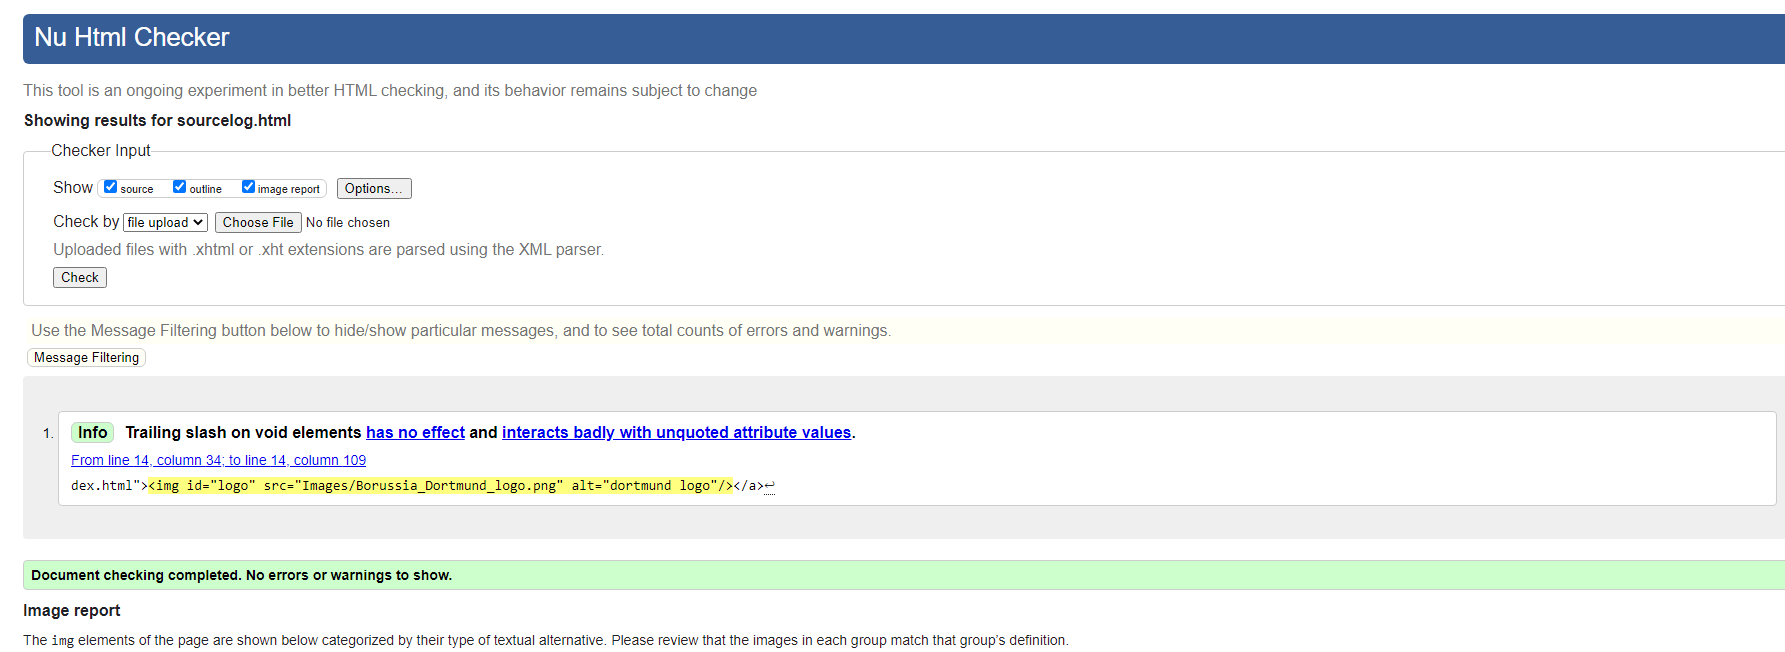 Nu Html Checker
This tool is an ongoing experiment in better HTML checking, and its behavior remains subject to change
Showing results for sourcelog.html
Checker Input
Show source outline image report Options...
Check by file upload Choose File No file chosen
Uploaded files with .xhtml or .xht extensions are parsed using the XML parser.
Check
Use the Message Filtering button below to hide/show particular messages, and to see total counts of errors and warnings.
Message Filtering
1. Info Trailing slash on void elements has no effect and interacts badly with unquoted attribute values.
From line 14, column 34; to line 14, column 109
dex.html"><img id="logo" src="Images/Borussia_Dortmund_logo.png" alt="dortmund logo"/></a>↩
Document checking completed. No errors or warnings to show.
Image report
The img elements of the page are shown below categorized by their type of textual alternative. Please review that the images in each group match that group's definition.